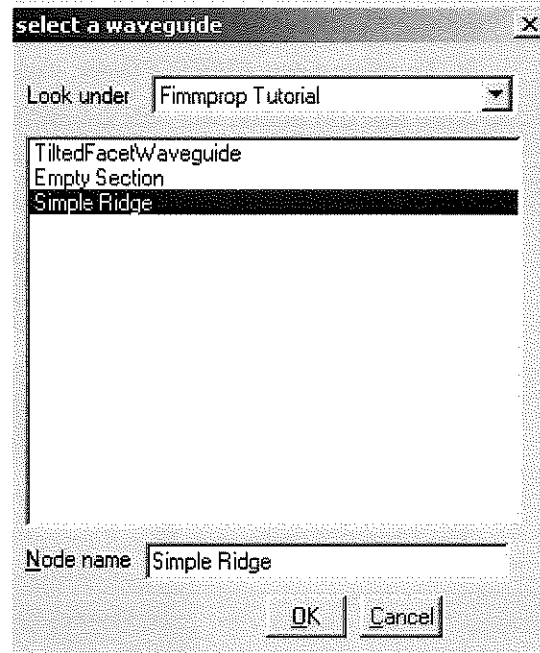 select a waveguide
Look under Fimmprop Tutorial
TiltedFacetWaveguide
Empty Section
Simple Ridge
Node name Simple Ridge
OK Cancel